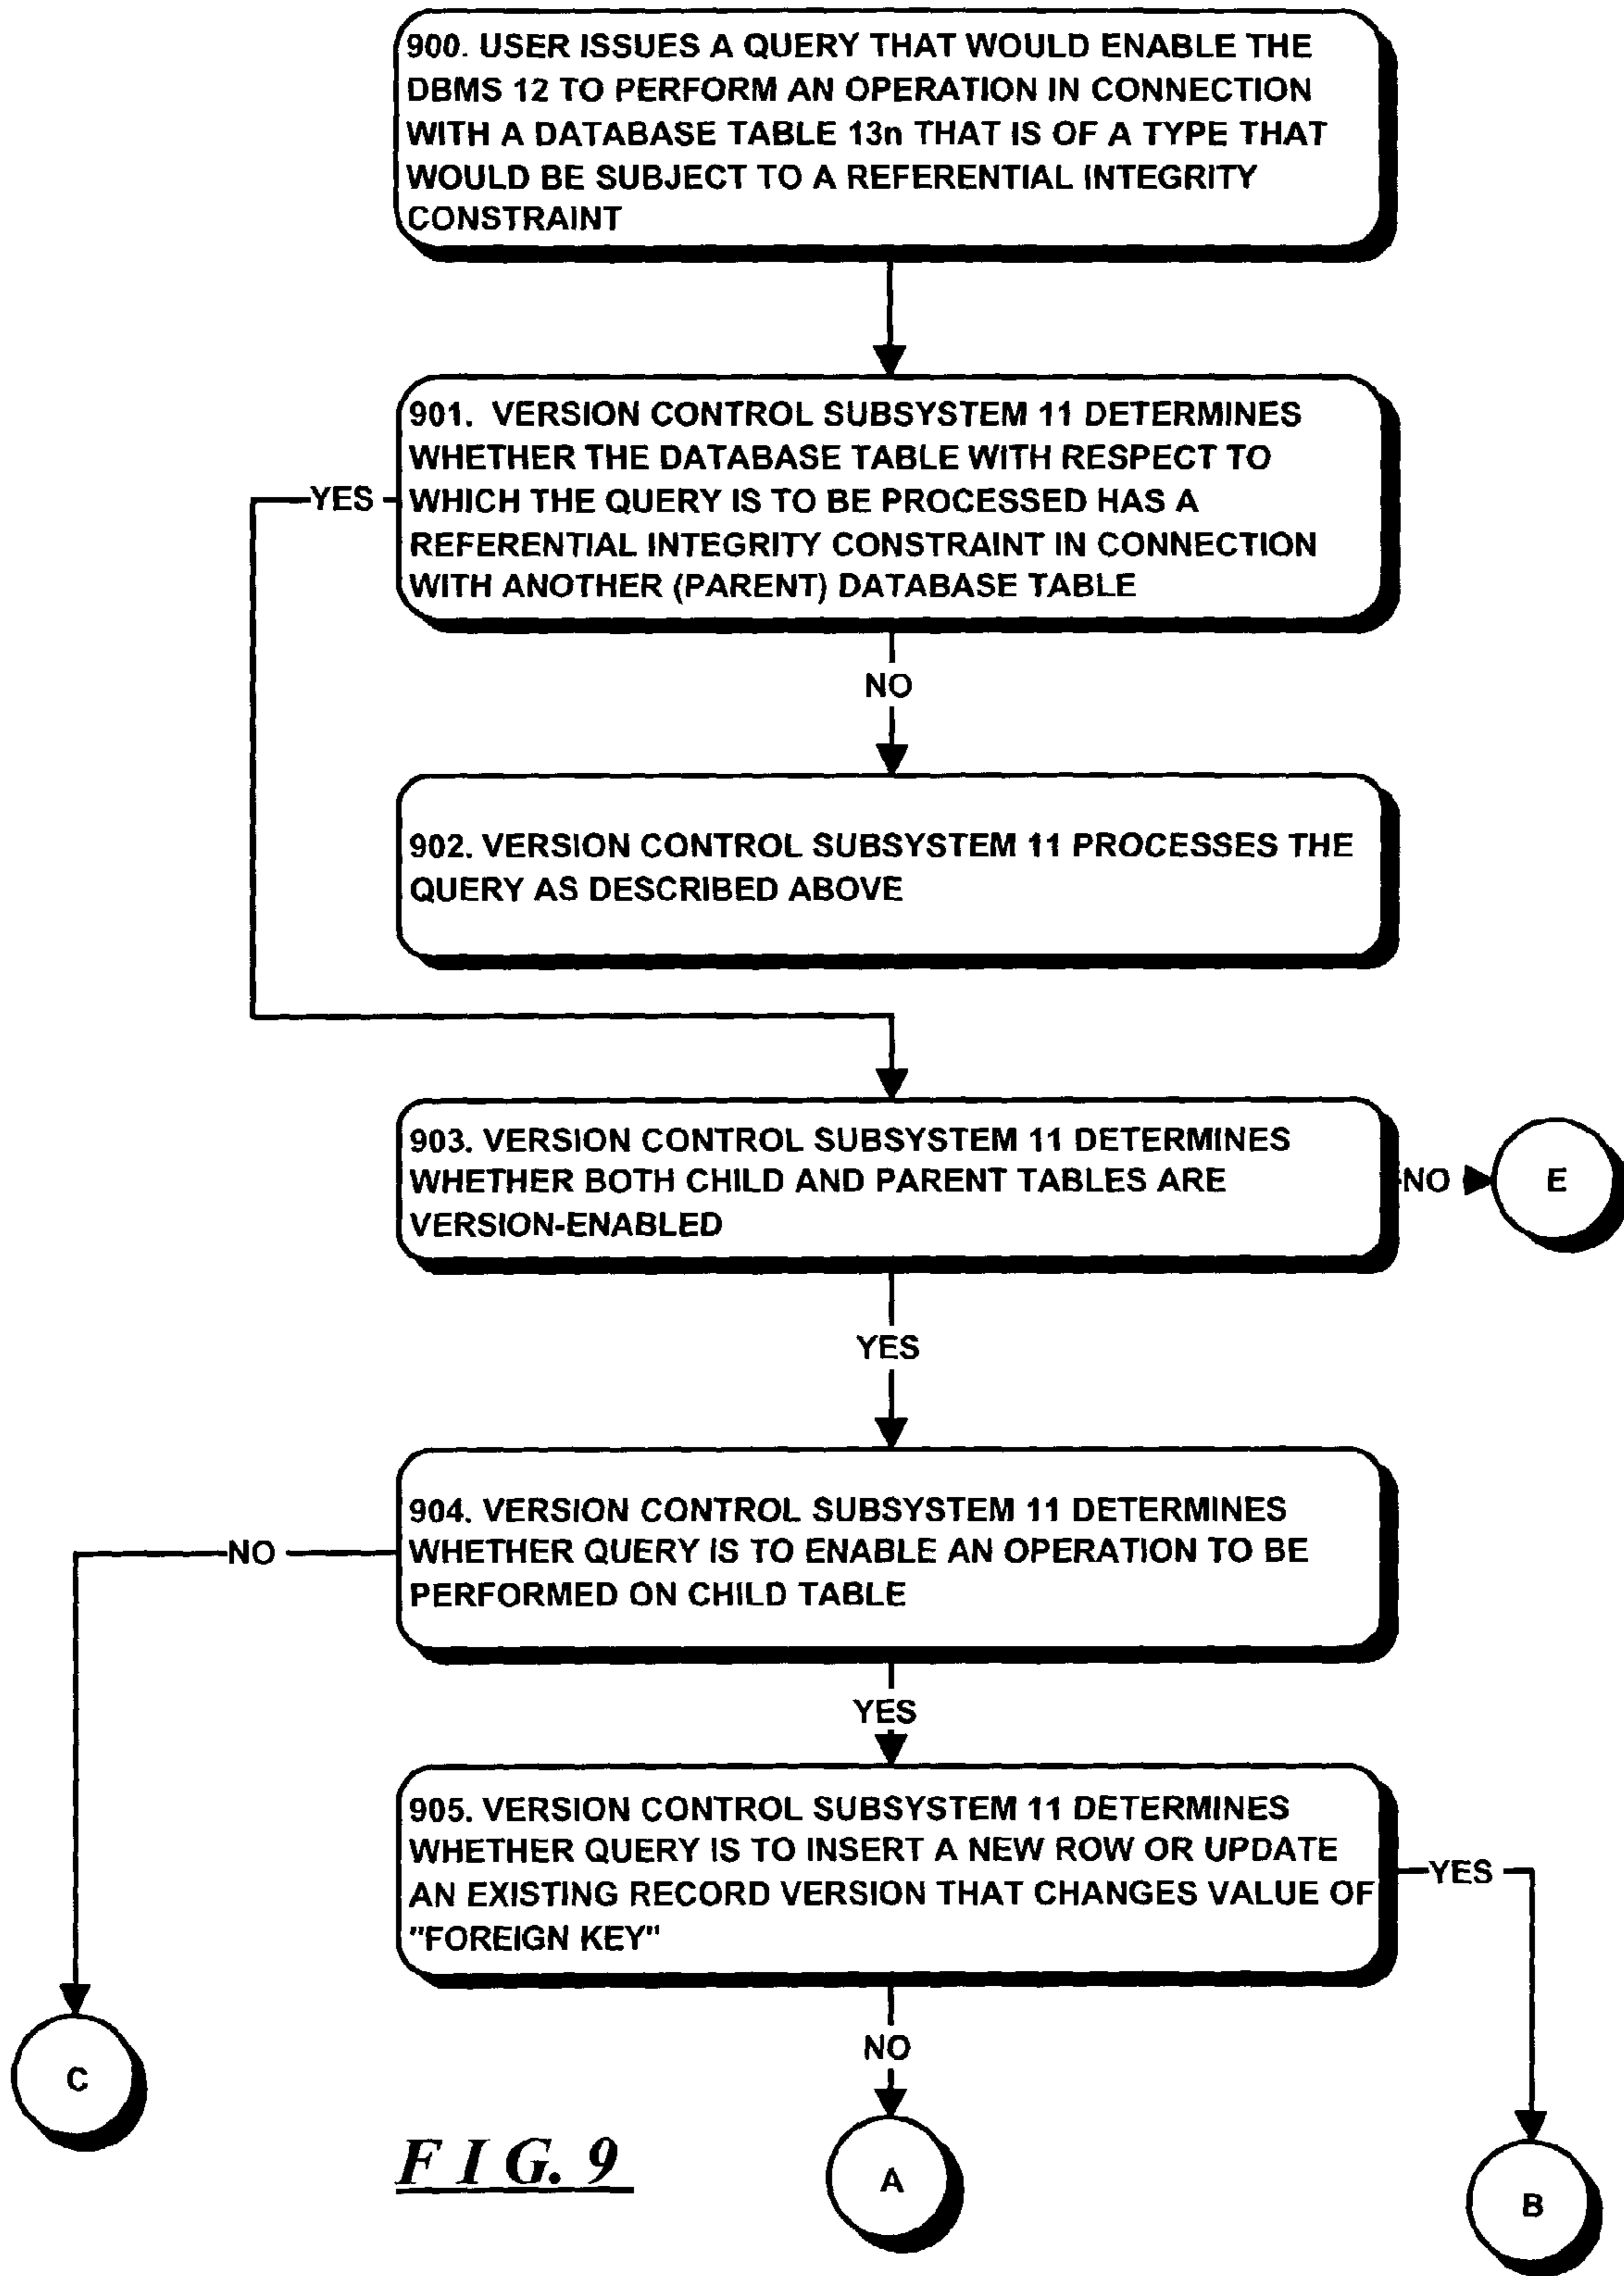 900. USER ISSUES A QUERY THAT WOULD ENABLE THE
DBMS 12 TO PERFORM AN OPERATION IN CONNECTION
WITH A DATABASE TABLE 13n THAT IS OF A TYPE THAT
WOULD BE SUBJECT TO A REFERENTIAL INTEGRITY
CONSTRAINT
901. VERSION CONTROL SUBSYSTEM 11 DETERMINES
WHETHER THE DATABASE TABLE WITH RESPECT TO
WHICH THE QUERY IS TO BE PROCESSED HAS A
REFERENTIAL INTEGRITY CONSTRAINT IN CONNECTION
WITH ANOTHER (PARENT) DATABASE TABLE
YES
NO
902. VERSION CONTROL SUBSYSTEM 11 PROCESSES THE
QUERY AS DESCRIBED ABOVE
903. VERSION CONTROL SUBSYSTEM 11 DETERMINES
WHETHER BOTH CHILD AND PARENT TABLES ARE
VERSION-ENABLED
NO
E
YES
904. VERSION CONTROL SUBSYSTEM 11 DETERMINES
WHETHER QUERY IS TO ENABLE AN OPERATION TO BE
PERFORMED ON CHILD TABLE
NO
YES
905. VERSION CONTROL SUBSYSTEM 11 DETERMINES
WHETHER QUERY IS TO INSERT A NEW ROW OR UPDATE
AN EXISTING RECORD VERSION THAT CHANGES VALUE OF
"FOREIGN KEY"
YES
NO
C
A
B
FIG. 9